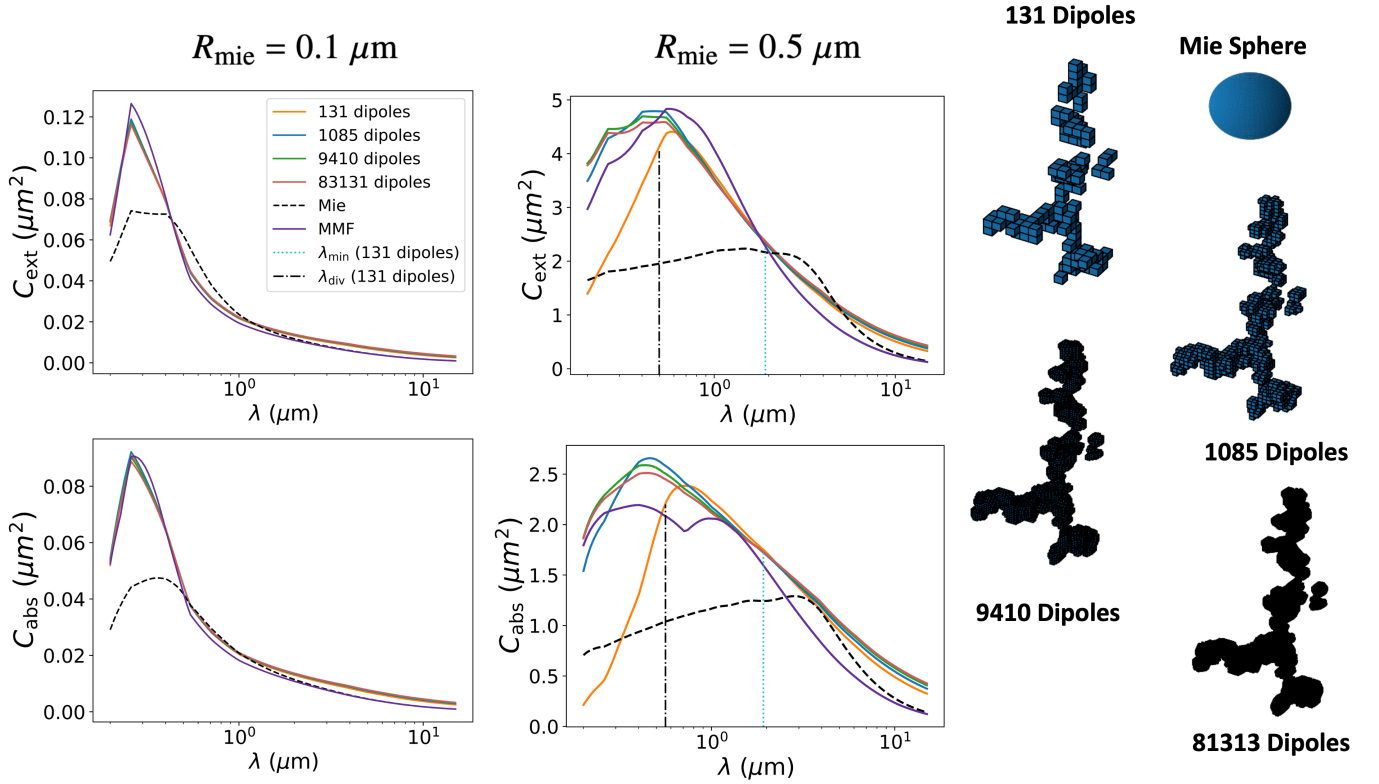 R_mie = 0.1 μm
R_mie = 0.5 μm
131 Dipoles
Mie Sphere
0.12
0.10
0.08
0.06
0.04
0.02
0.00
C_ext (μm²)
10⁰
10¹
λ (μm)
131 dipoles
1085 dipoles
9410 dipoles
83131 dipoles
Mie
MMF
λ_min (131 dipoles)
λ_div (131 dipoles)
5
4
3
2
1
0
C_ext (μm²)
10⁰
10¹
λ (μm)
0.08
0.06
0.04
0.02
0.00
C_abs (μm²)
10⁰
10¹
λ (μm)
2.5
2.0
1.5
1.0
0.5
0.0
C_abs (μm²)
10⁰
10¹
λ (μm)
1085 Dipoles
9410 Dipoles
81313 Dipoles